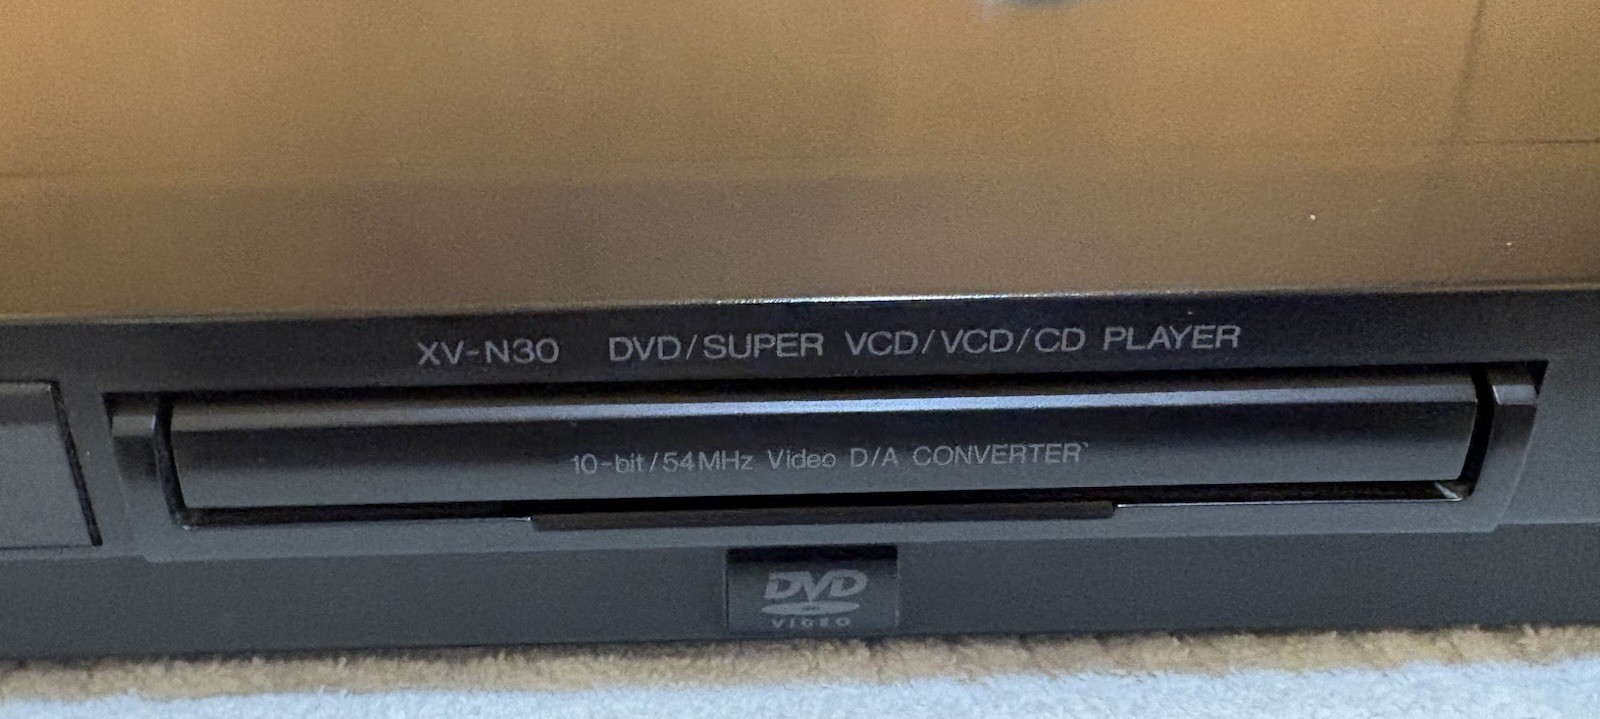 XV-N30 DVD/SUPER VCD/VCD/CD PLAYER
10-bit/54MHz Video D/A CONVERTER
DVD
VIDEO